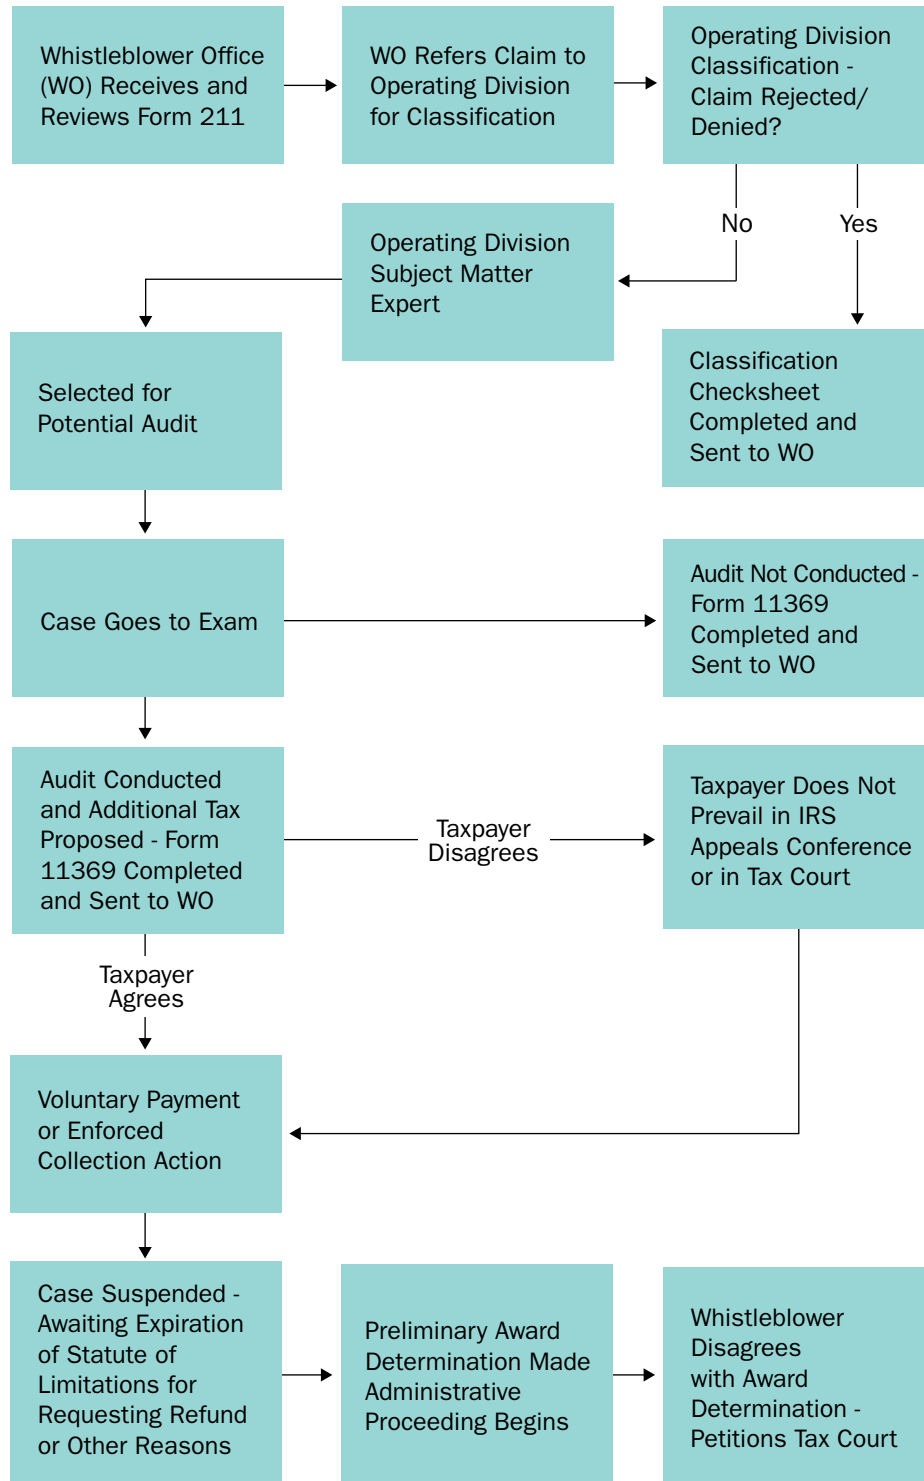 Whistleblower Office
(WO) Receives and
Reviews Form 211
WO Refers Claim to
Operating Division
for Classification
Operating Division
Classification -
Claim Rejected/
Denied?
No
Yes
Operating Division
Subject Matter
Expert
Classification
Checksheet
Completed and
Sent to WO
Selected for
Potential Audit
Case Goes to Exam
Audit Not Conducted -
Form 11369
Completed and
Sent to WO
Audit Conducted
and Additional Tax
Proposed - Form
11369 Completed
and Sent to WO
Taxpayer
Disagrees
Taxpayer Does Not
Prevail in IRS
Appeals Conference
or in Tax Court
Taxpayer
Agrees
Voluntary Payment
or Enforced
Collection Action
Case Suspended -
Awaiting Expiration
of Statute of
Limitations for
Requesting Refund
or Other Reasons
Preliminary Award
Determination Made
Administrative
Proceeding Begins
Whistleblower
Disagrees
with Award
Determination -
Petitions Tax Court